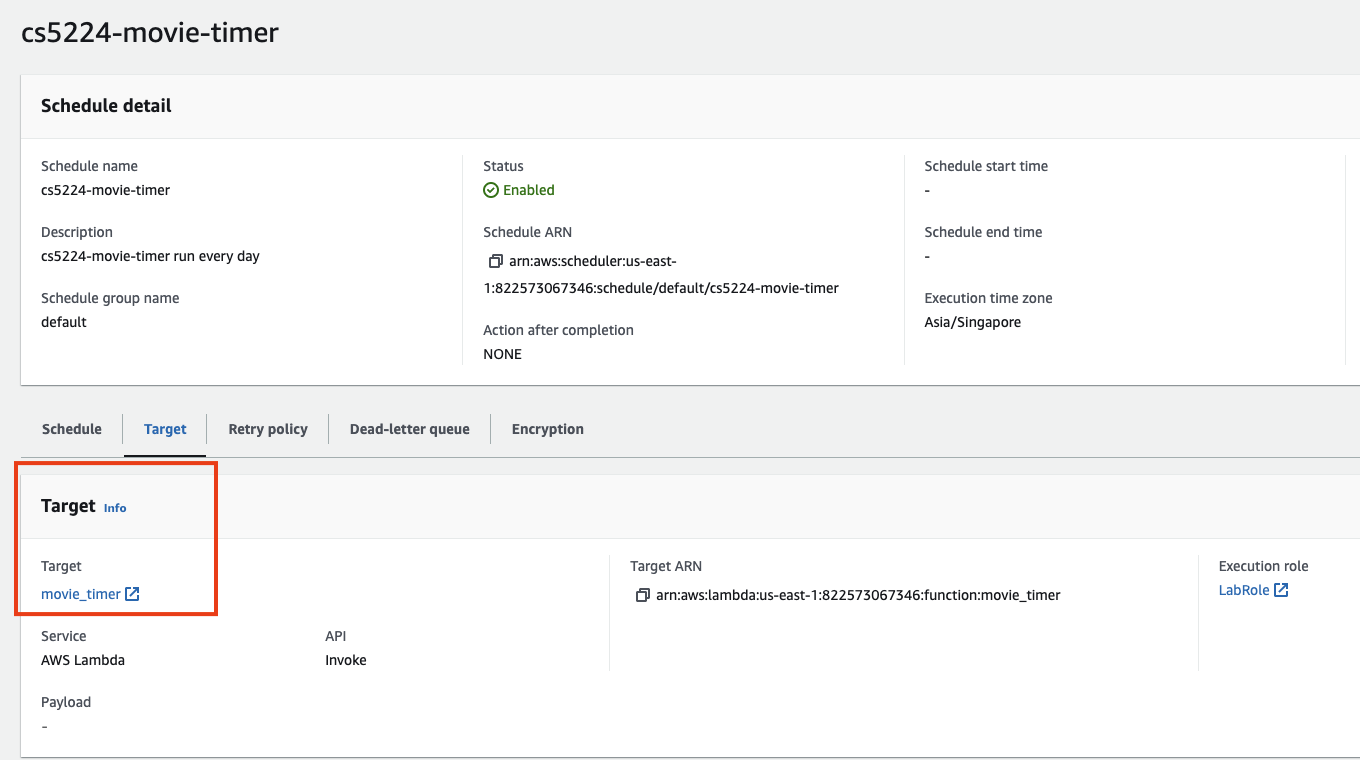 cs5224-movie-timer
Schedule detail
Schedule name
cs5224-movie-timer
Description
cs5224-movie-timer run every day
Schedule group name
default
Status
Enabled
Schedule ARN
arn:aws:scheduler:us-east-
1:822573067346:schedule/default/cs5224-movie-timer
Action after completion
NONE
Schedule start time
-
Schedule end time
-
Execution time zone
Asia/Singapore
Schedule Target Retry policy Dead-letter queue Encryption
Target Info
Target
movie_timer
Service
AWS Lambda
API
Invoke
Payload
-
Target ARN
arn:aws:lambda:us-east-1:822573067346:function:movie_timer
Execution role
LabRole